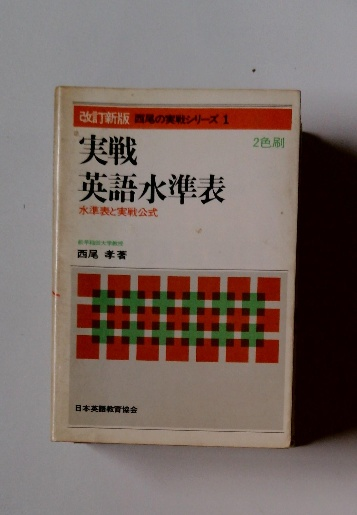 改訂新版 西尾の実戦シリーズ 1
2色刷
実戦
英語水準表
水準表と実戦公式
西尾 孝著
日本英語教育協会